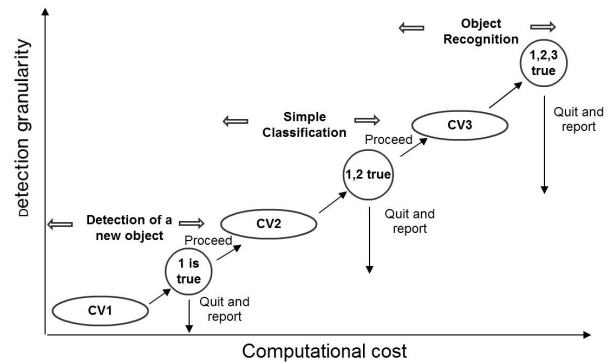 Object
Recognition
1,2,3
true
Detection granularity
Simple
Classification
Proceed
CV3
Quit and
report
1,2 true
Detection of a
new object
Proceed
CV2
Quit and
report
1 is
true
CV1
Quit and
report
Computational cost